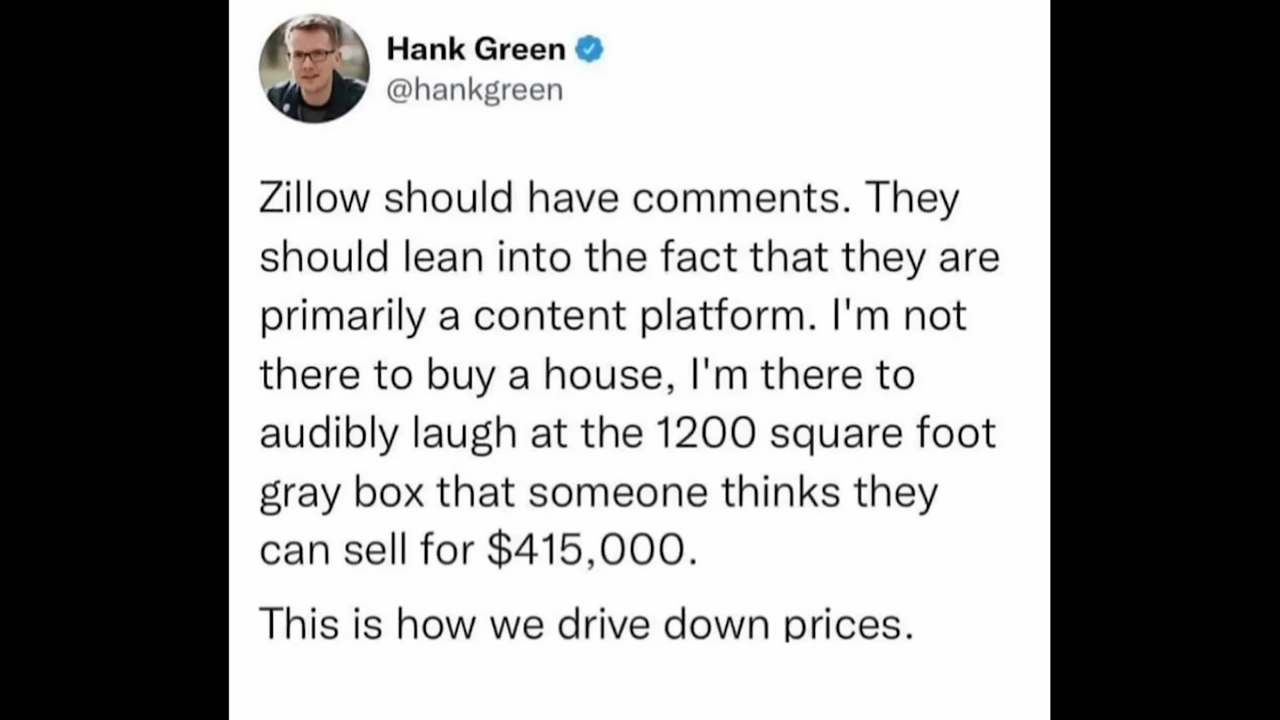 Hank Green
@hankgreen
Zillow should have comments. They
should lean into the fact that they are
primarily a content platform. I'm not
there to buy a house, I'm there to
audibly laugh at the 1200 square foot
gray box that someone thinks they
can sell for $415,000.
This is how we drive down prices.